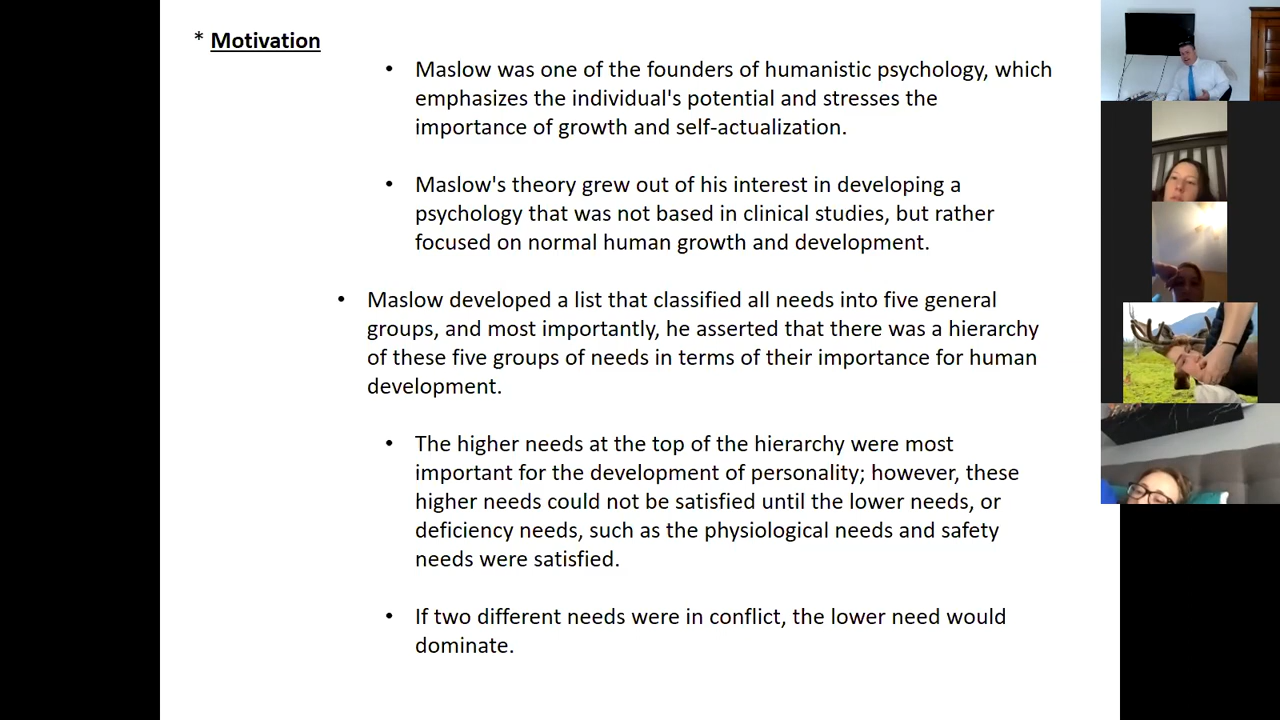 * Motivation
• Maslow was one of the founders of humanistic psychology, which
emphasizes the individual's potential and stresses the
importance of growth and self-actualization.
• Maslow's theory grew out of his interest in developing a
psychology that was not based in clinical studies, but rather
focused on normal human growth and development.
• Maslow developed a list that classified all needs into five general
groups, and most importantly, he asserted that there was a hierarchy
of these five groups of needs in terms of their importance for human
development.
• The higher needs at the top of the hierarchy were most
important for the development of personality; however, these
higher needs could not be satisfied until the lower needs, or
deficiency needs, such as the physiological needs and safety
needs were satisfied.
• If two different needs were in conflict, the lower need would
dominate.